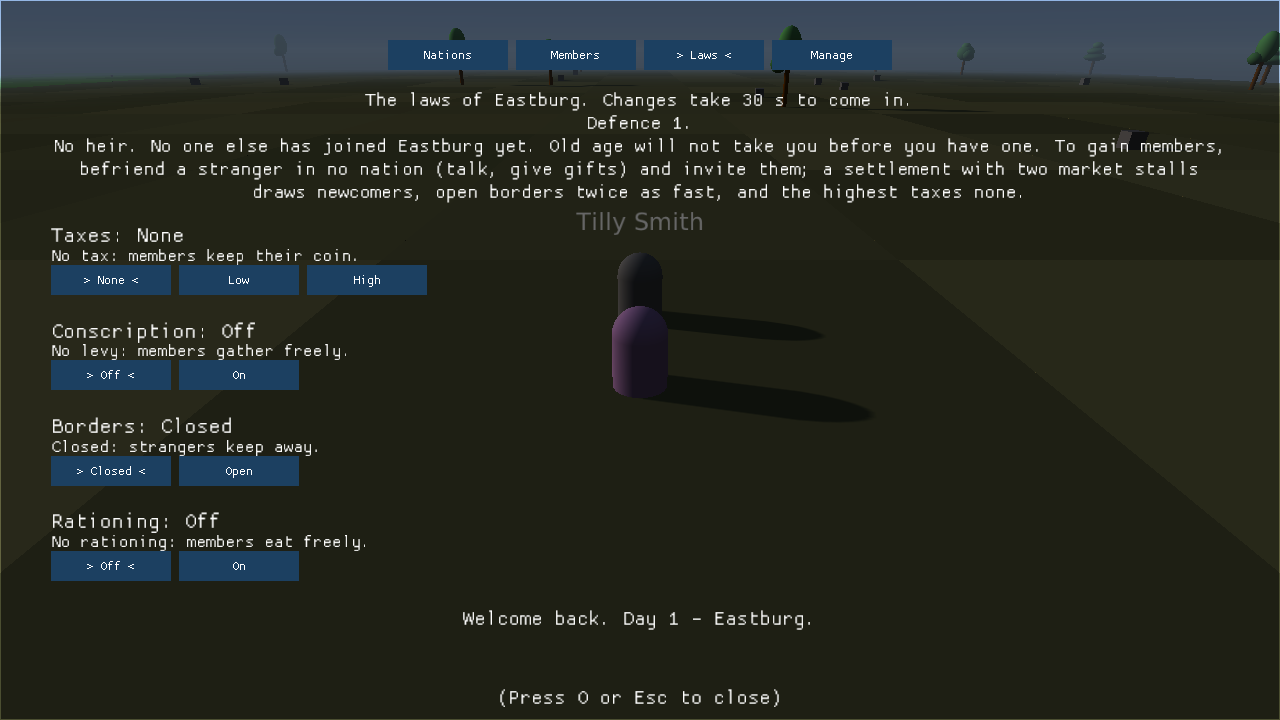 Nations
Members
> Laws <
Manage
The laws of Eastburg. Changes take 30 s to come in.
Defence 1.
No heir. No one else has joined Eastburg yet. Old age will not take you before you have one. To gain members,
befriend a stranger in no nation (talk, give gifts) and invite them; a settlement with two market stalls
draws newcomers, open borders twice as fast, and the highest taxes none.
Tilly Smith
Taxes: None
No tax: members keep their coin.
> None <
Low
High
Conscription: Off
No levy: members gather freely.
> Off <
On
Borders: Closed
Closed: strangers keep away.
> Closed <
Open
Rationing: Off
No rationing: members eat freely.
> Off <
On
Welcome back. Day 1 - Eastburg.
(Press O or Esc to close)